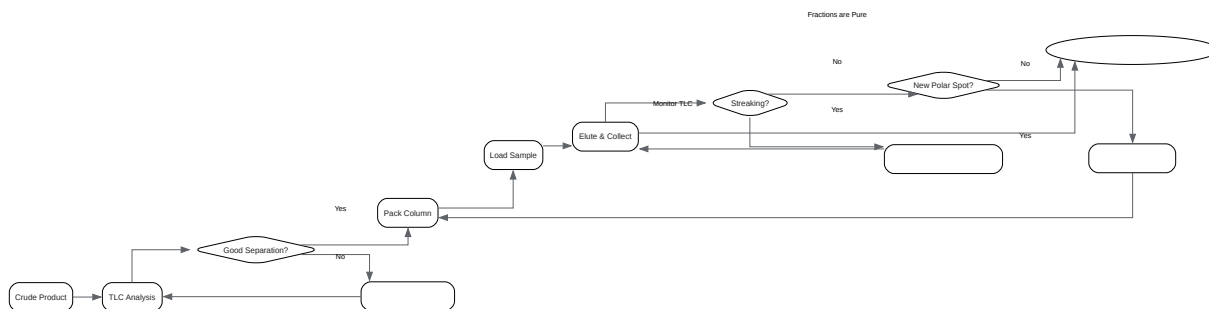 Fractions are Pure
No
No
New Polar Spot?
Monitor TLC
Streaking?
Yes
Elute & Collect
Yes
Load Sample
Yes
Pack Column
Good Separation?
No
Crude Product
TLC Analysis